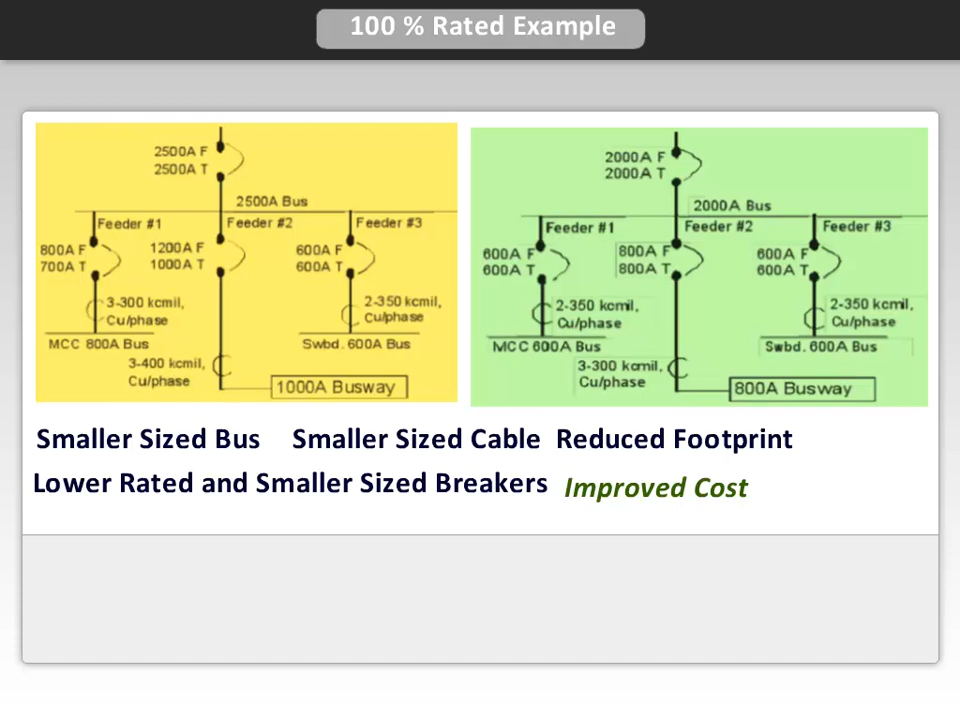 100 % Rated Example
2500A F
2500A T
2500A Bus
Feeder #1
Feeder #2
Feeder #3
800A F
700A T
1200A F
1000A T
600A F
600A T
3-300 kcmil,
Cu/phase
2-350 kcmil,
Cu/phase
MCC 800A Bus
Swbd. 600A Bus
3-400 kcmil,
Cu/phase
1000A Busway
2000A F
2000A T
2000A Bus
Feeder #1
Feeder #2
Feeder #3
600A F
600A T
800A F
800A T
600A F
600A T
2-350 kcmil,
Cu/phase
2-350 kcmil,
Cu/phase
MCC 600A Bus
Swbd. 600A Bus
3-300 kcmil,
Cu/phase
800A Busway
Smaller Sized Bus Smaller Sized Cable Reduced Footprint
Lower Rated and Smaller Sized Breakers Improved Cost